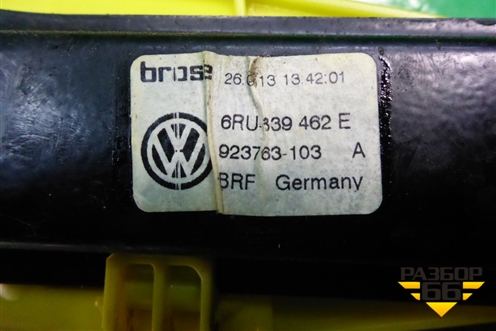 brose 26.6.13 13.42:01
6RU 839 462 E
923763-103 A
BRF Germany
РАЗБОР
66